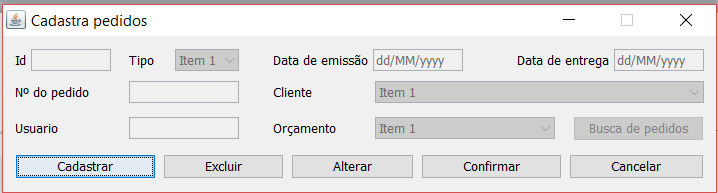 Cadastra pedidos
Id Tipo Item 1 Data de emissão dd/MM/yyyy Data de entrega dd/MM/yyyy
Nº do pedido Cliente Item 1
Usuario Orçamento Item 1 Busca de pedidos
Cadastrar Excluir Alterar Confirmar Cancelar